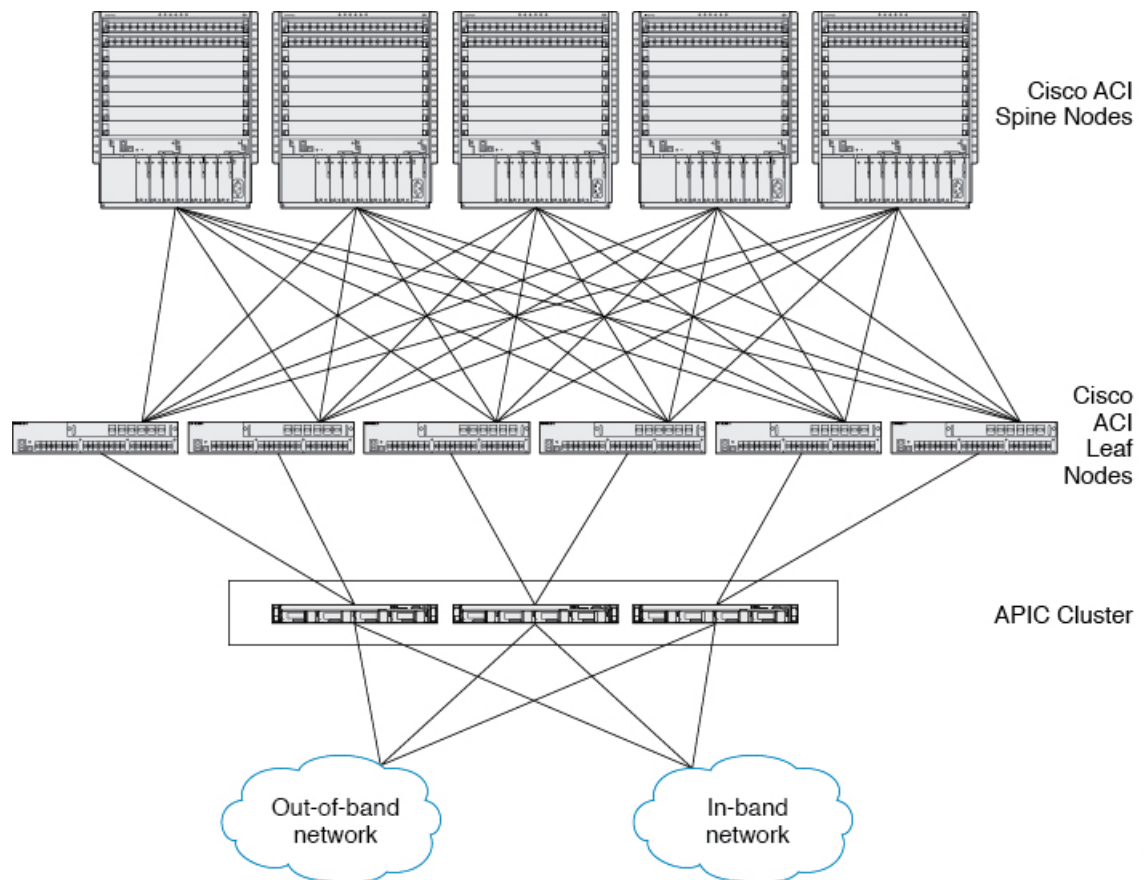 Cisco ACI
Spine Nodes
Cisco
ACI
Leaf
Nodes
APIC Cluster
Out-of-band
network
In-band
network